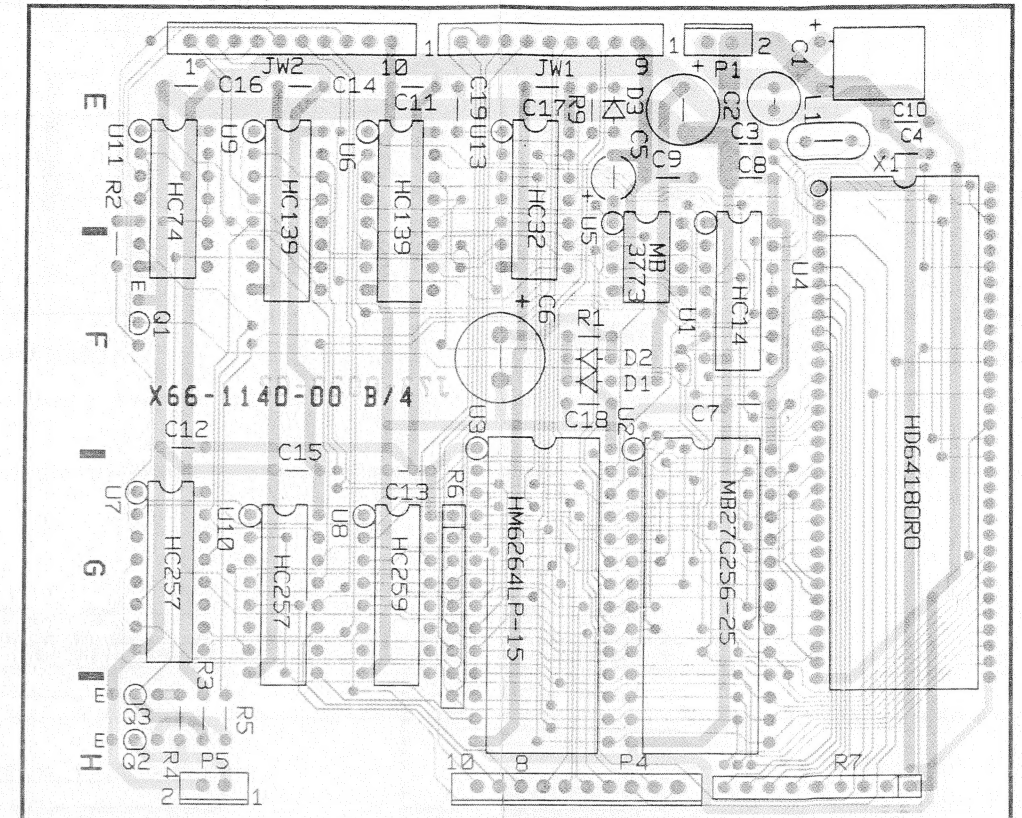 1 JW2 10
1 JW1 9
1 P1 2
+
+
C1
C16
C14
C11
C19
C17
R9
D3
C2
L1
C10
C4
C3
C8
C9
C5
X1
E
U11
U9
U6
U13
R2
HC74
HC139
HC139
HC32
U5
MB
3773
+
U1
HC14
U4
E
Q1
+
C6
R1
D2
D1
F
X66-1140-00 B/4
C18
C7
HD64180R0
C12
C15
C13
R6
U3
U2
U7
U10
U8
HC257
HC257
HC259
HM6264LP-15
MB27C256-25
G
E
Q3
R3
R5
E
Q2
R4
P5
2 1
H
10 8 P4
R7